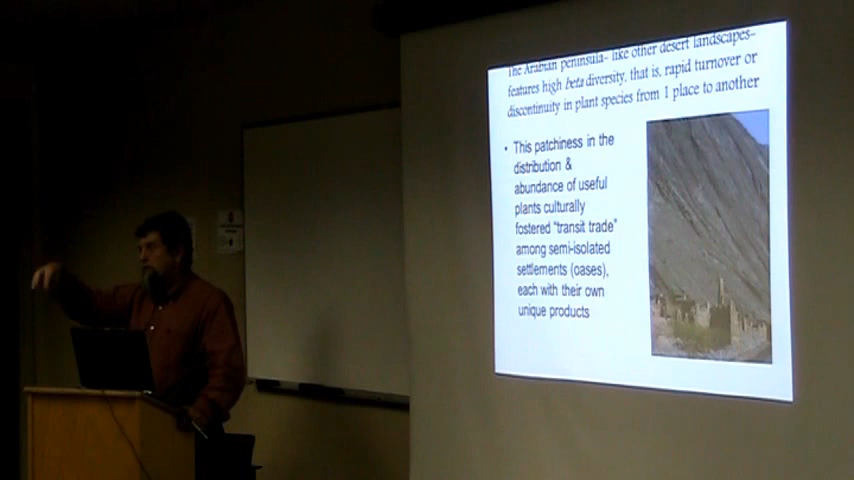 The Arabian peninsula- like other desert landscapes-
features high beta diversity, that is, rapid turnover or
discontinuity in plant species from 1 place to another
• This patchiness in the
distribution &
abundance of useful
plants culturally
fostered "transit trade"
among semi-isolated
settlements (oases),
each with their own
unique products